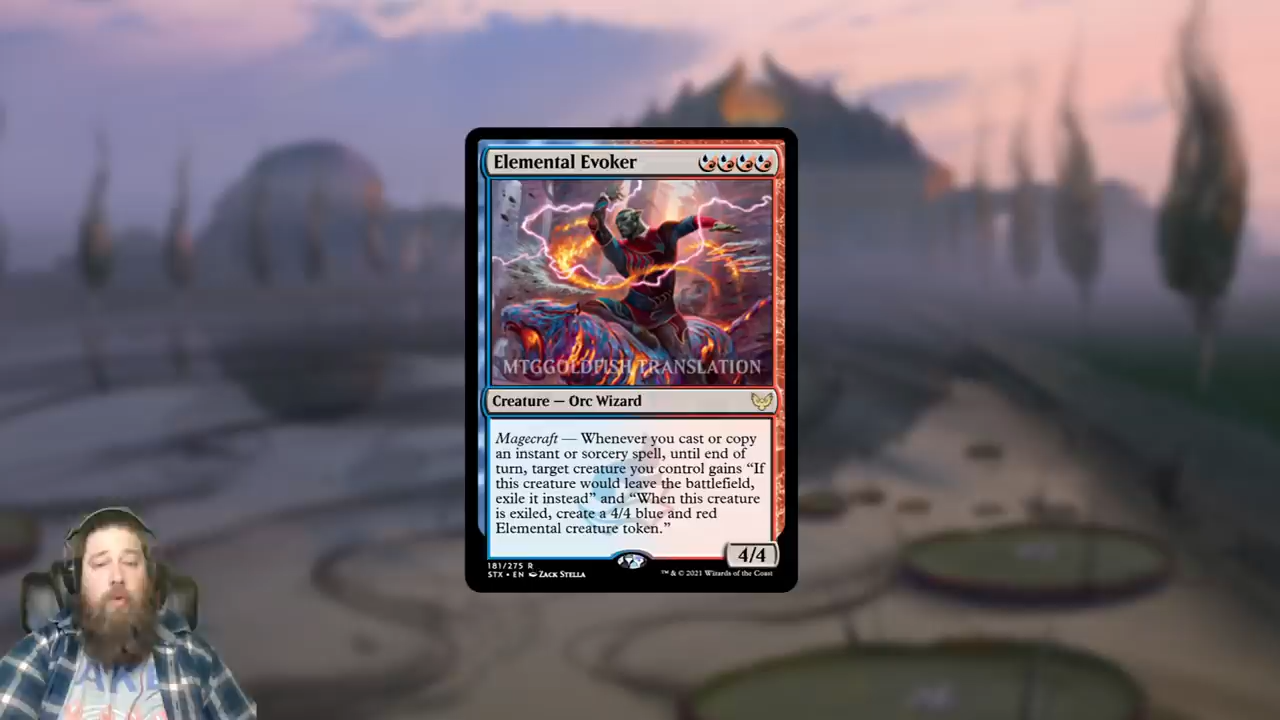 Elemental Evoker
MTGGOLDFISH TRANSLATION
Creature — Orc Wizard
Magecraft — Whenever you cast or copy
an instant or sorcery spell, until end of
turn, target creature you control gains “If
this creature would leave the battlefield,
exile it instead” and “When this creature
is exiled, create a 4/4 blue and red
Elemental creature token.”
4/4
181/275 R
STX • EN ZACK STELLA
™ & © 2021 Wizards of the Coast